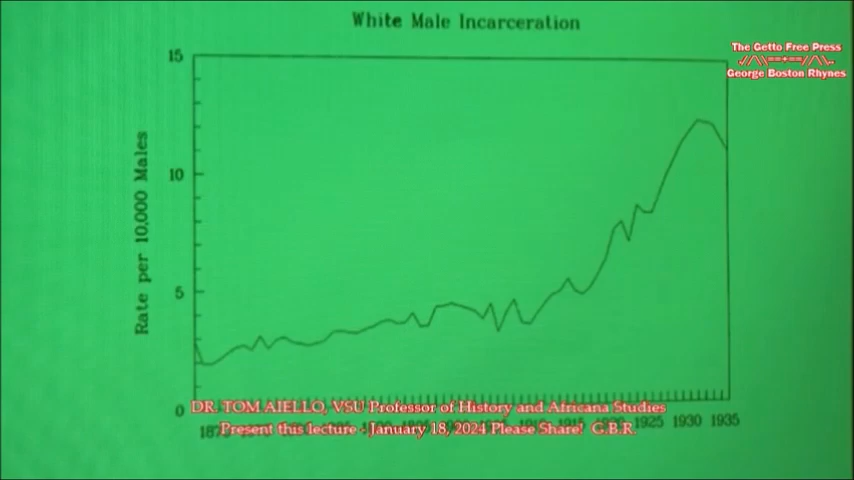 White Male Incarceration
The Getto Free Press
George Boston Rhynes
15
10
5
0
Rate per 10,000 Males
DR. TOM AIELLO, VSU Professor of History and Africana Studies
1925 1930 1935
Present this lecture - January 18, 2024 Please Share! G.B.R.